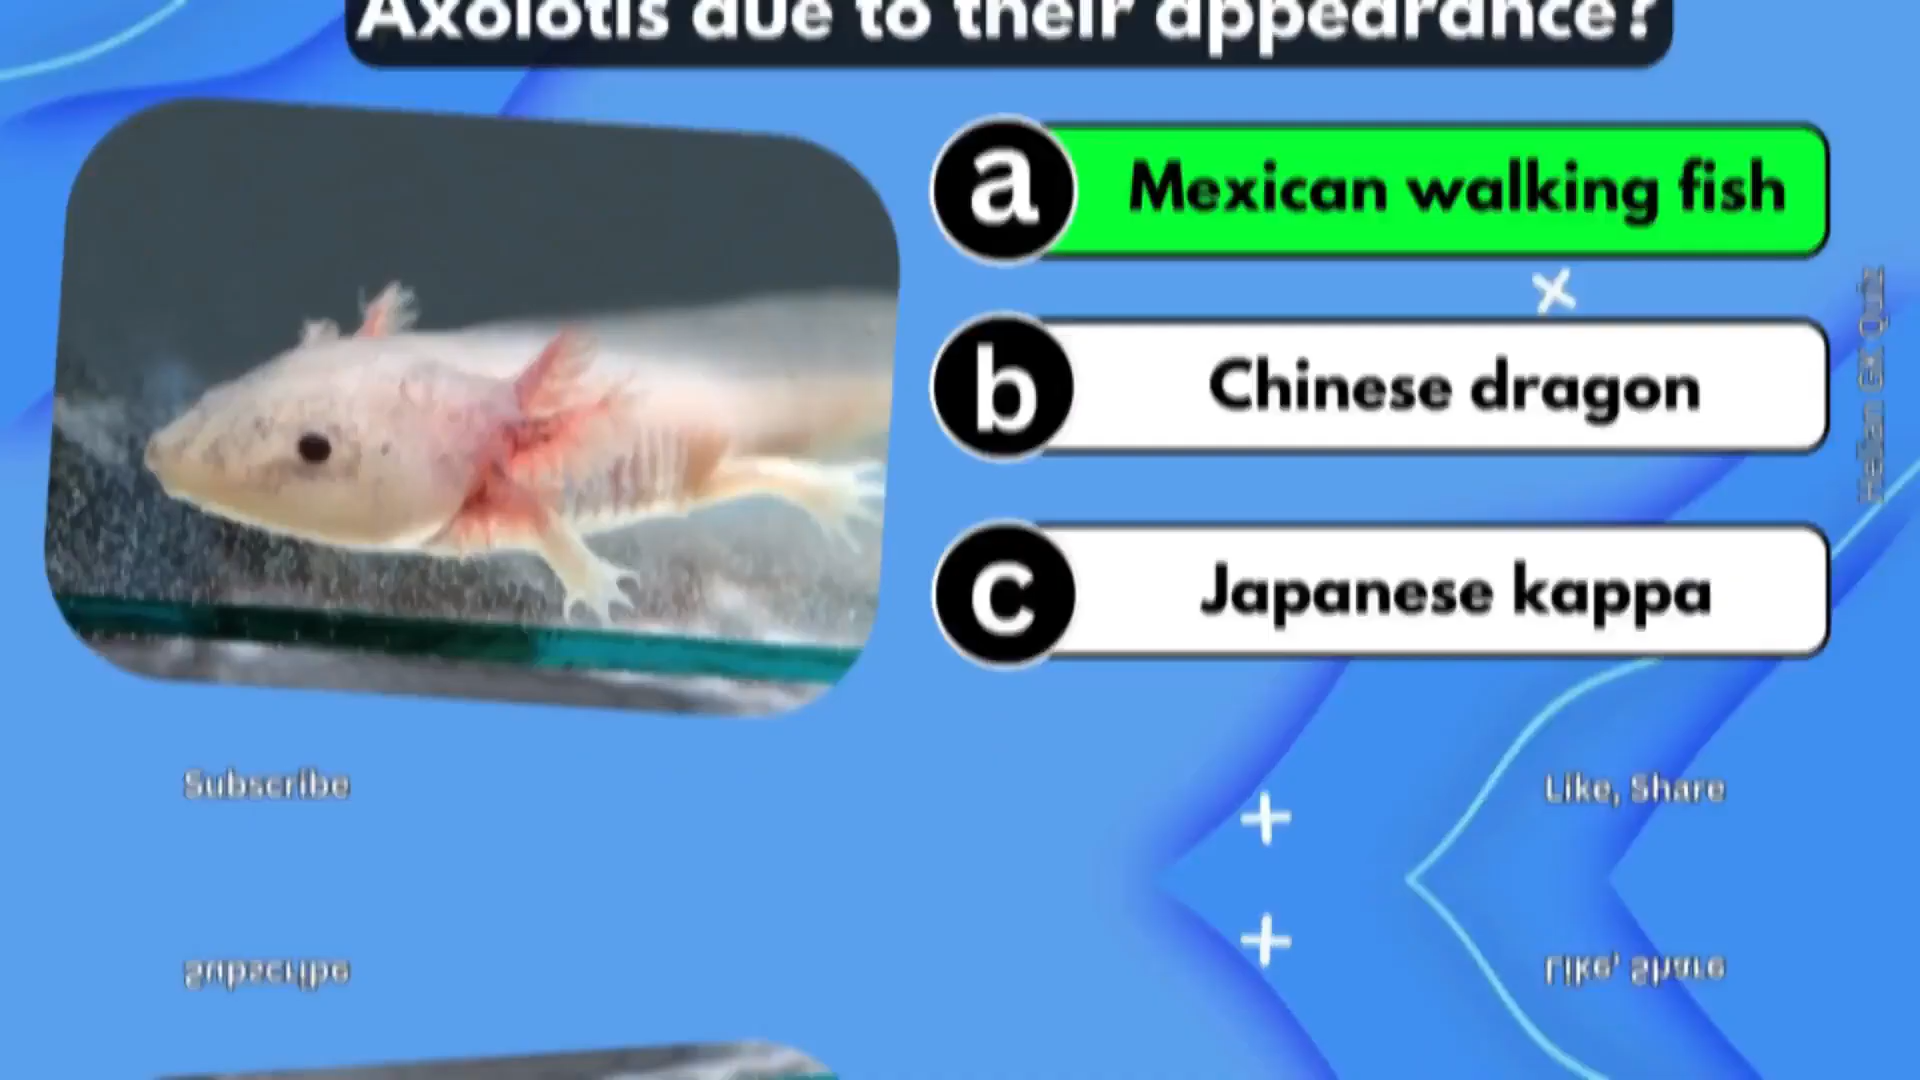 Axolotls due to their appearance?
a Mexican walking fish
b Chinese dragon
c Japanese kappa
Subscribe
Like, Share